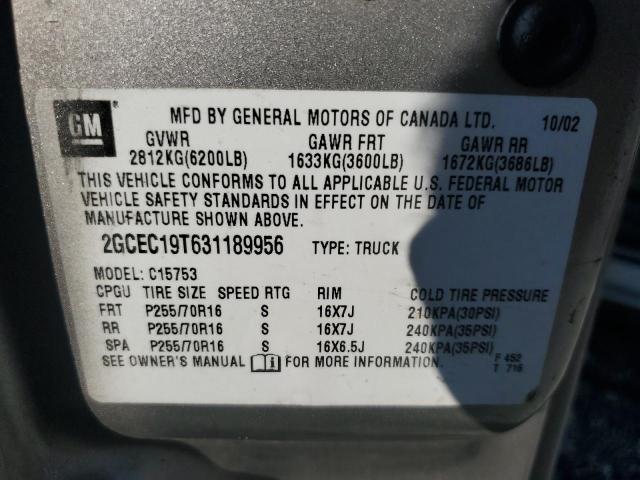 GM
MFD BY GENERAL MOTORS OF CANADA LTD. 10/02
GVWR GAWR FRT GAWR RR
2812KG(6200LB) 1633KG(3600LB) 1672KG(3686LB)
THIS VEHICLE CONFORMS TO ALL APPLICABLE U.S. FEDERAL MOTOR
VEHICLE SAFETY STANDARDS IN EFFECT ON THE DATE OF
MANUFACTURE SHOWN ABOVE.
2GCEC19T631189956 TYPE: TRUCK
MODEL: C15753
CPGU TIRE SIZE SPEED RTG RIM COLD TIRE PRESSURE
FRT P255/70R16 S 16X7J 210KPA(30PSI)
RR P255/70R16 S 16X7J 240KPA(35PSI)
SPA P255/70R16 S 16X6.5J 240KPA(35PSI)
SEE OWNER'S MANUAL FOR MORE INFORMATION.
F 452
T 716